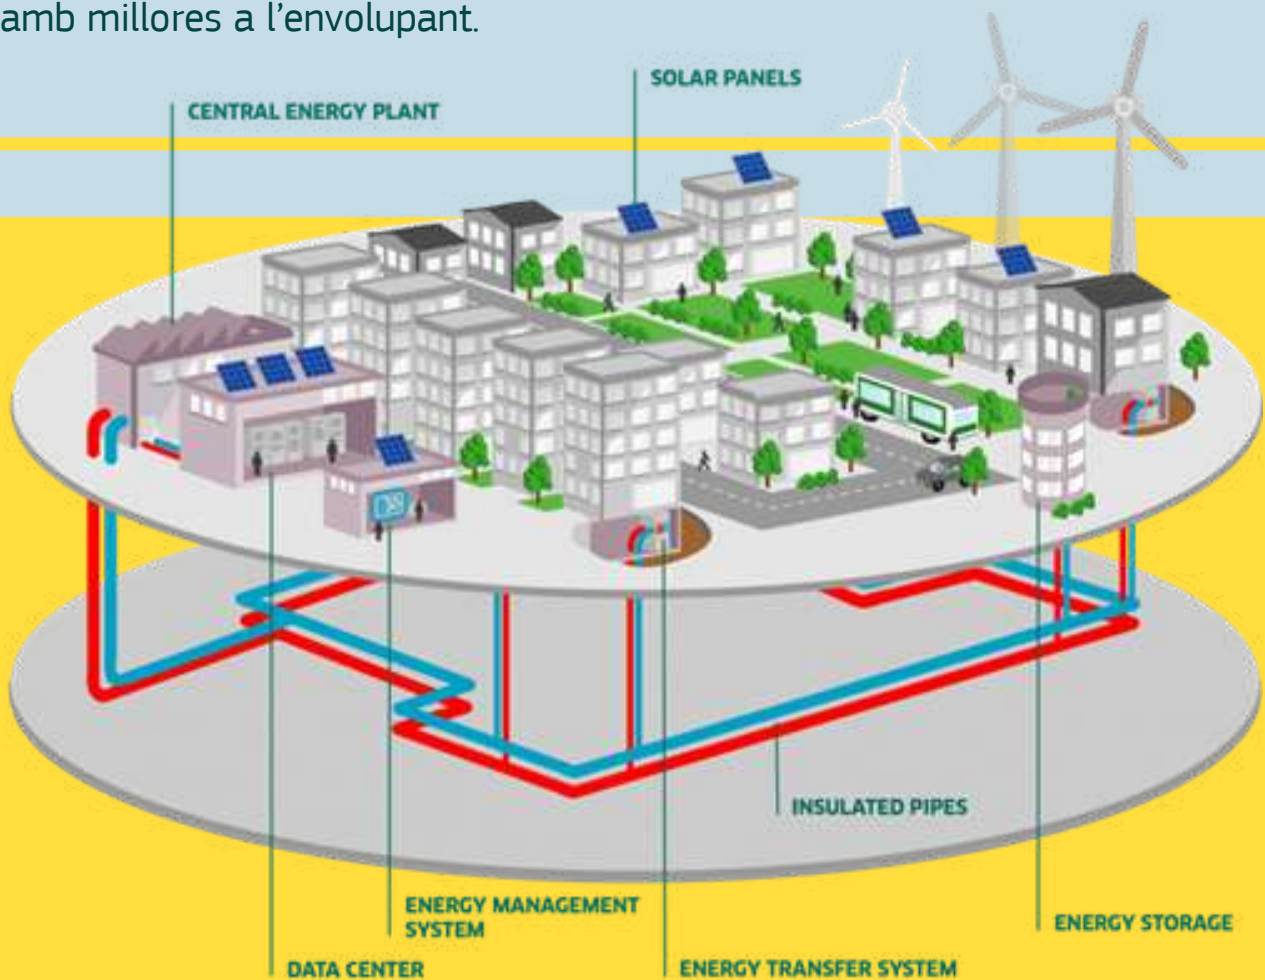 amb millores a l'envolupant.
SOLAR PANELS
CENTRAL ENERGY PLANT
INSULATED PIPES
ENERGY MANAGEMENT
SYSTEM
ENERGY STORAGE
DATA CENTER
ENERGY TRANSFER SYSTEM